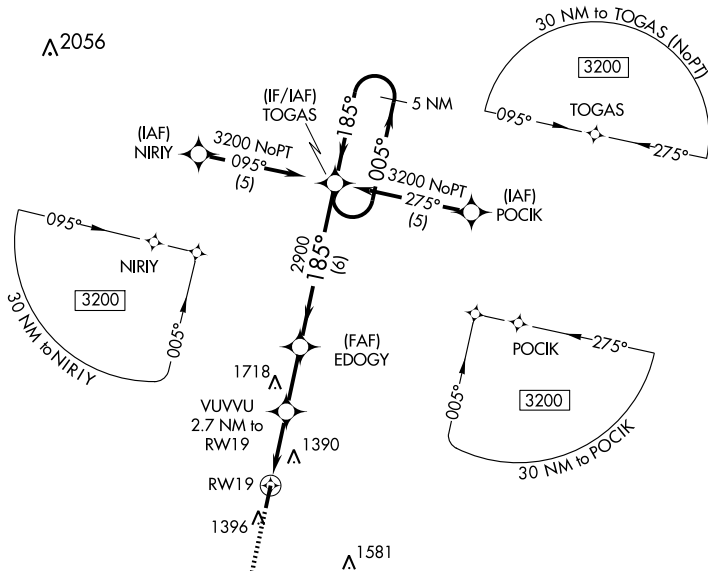 2056
30 NM to TOGAS (NoPT)
3200
TOGAS
095°
275°
(IF/IAF)
TOGAS
5 NM
185°
005°
(IAF)
NIRIY
3200 NoPT
095°
(5)
3200 NoPT
275°
(5)
(IAF)
POCIK
095°
NIRIY
3200
005°
30 NM to NIRIY
2900
185°
(6)
(FAF)
EDOGY
POCIK
275°
005°
3200
30 NM to POCIK
1718
VUVVU
2.7 NM to
RW19
1390
RW19
1396
1581